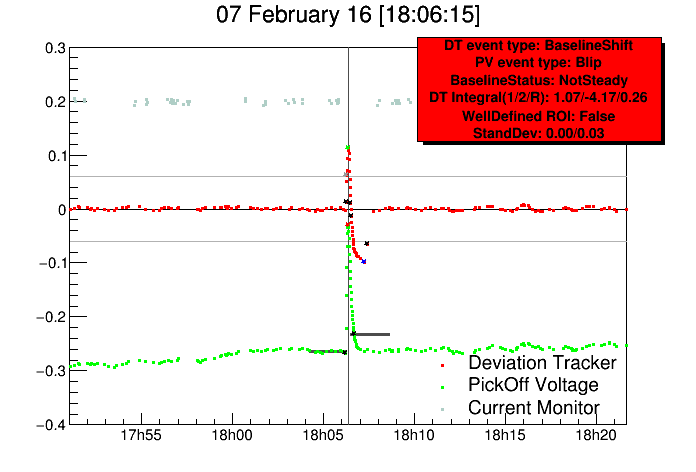 07 February 16 [18:06:15]
DT event type: BaselineShift
PV event type: Blip
BaselineStatus: NotSteady
DT Integral(1/2/R): 1.07/-4.17/0.26
WellDefined ROI: False
StandDev: 0.00/0.03
0.3
0.2
0.1
0
-0.1
-0.2
-0.3
-0.4
Deviation Tracker
PickOff Voltage
Current Monitor
17h55 18h00 18h05 18h10 18h15 18h20